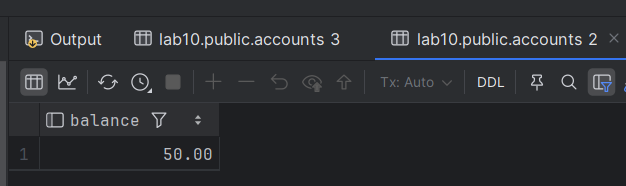 Output lab10.public.accounts 3 lab10.public.accounts 2
Tx: Auto DDL
balance
1 50.00